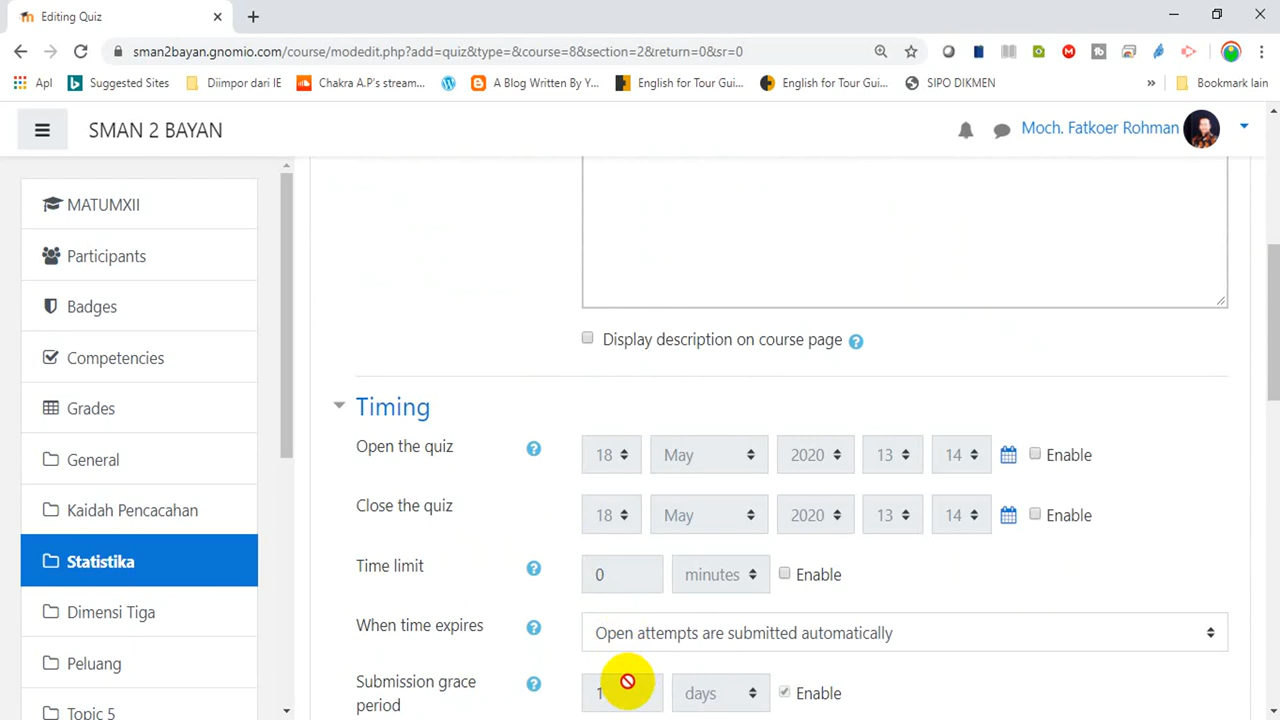 Editing Quiz
sman2bayan.gnomio.com/course/modedit.php?add=quiz&type=&course=8&section=2&return=0&sr=0
Apl Suggested Sites Diimpor dari IE Chakra A.P's stream... A Blog Written By Y... English for Tour Gui... English for Tour Gui... SIPO DIKMEN » Bookmark lain
SMAN 2 BAYAN
Moch. Fatkoer Rohman
MATUMXII
Participants
Badges
Competencies
Grades
General
Kaidah Pencacahan
Statistika
Dimensi Tiga
Peluang
Topic 5
Display description on course page
Timing
Open the quiz 18 May 2020 13 14 Enable
Close the quiz 18 May 2020 13 14 Enable
Time limit 0 minutes Enable
When time expires Open attempts are submitted automatically
Submission grace period 1 days Enable